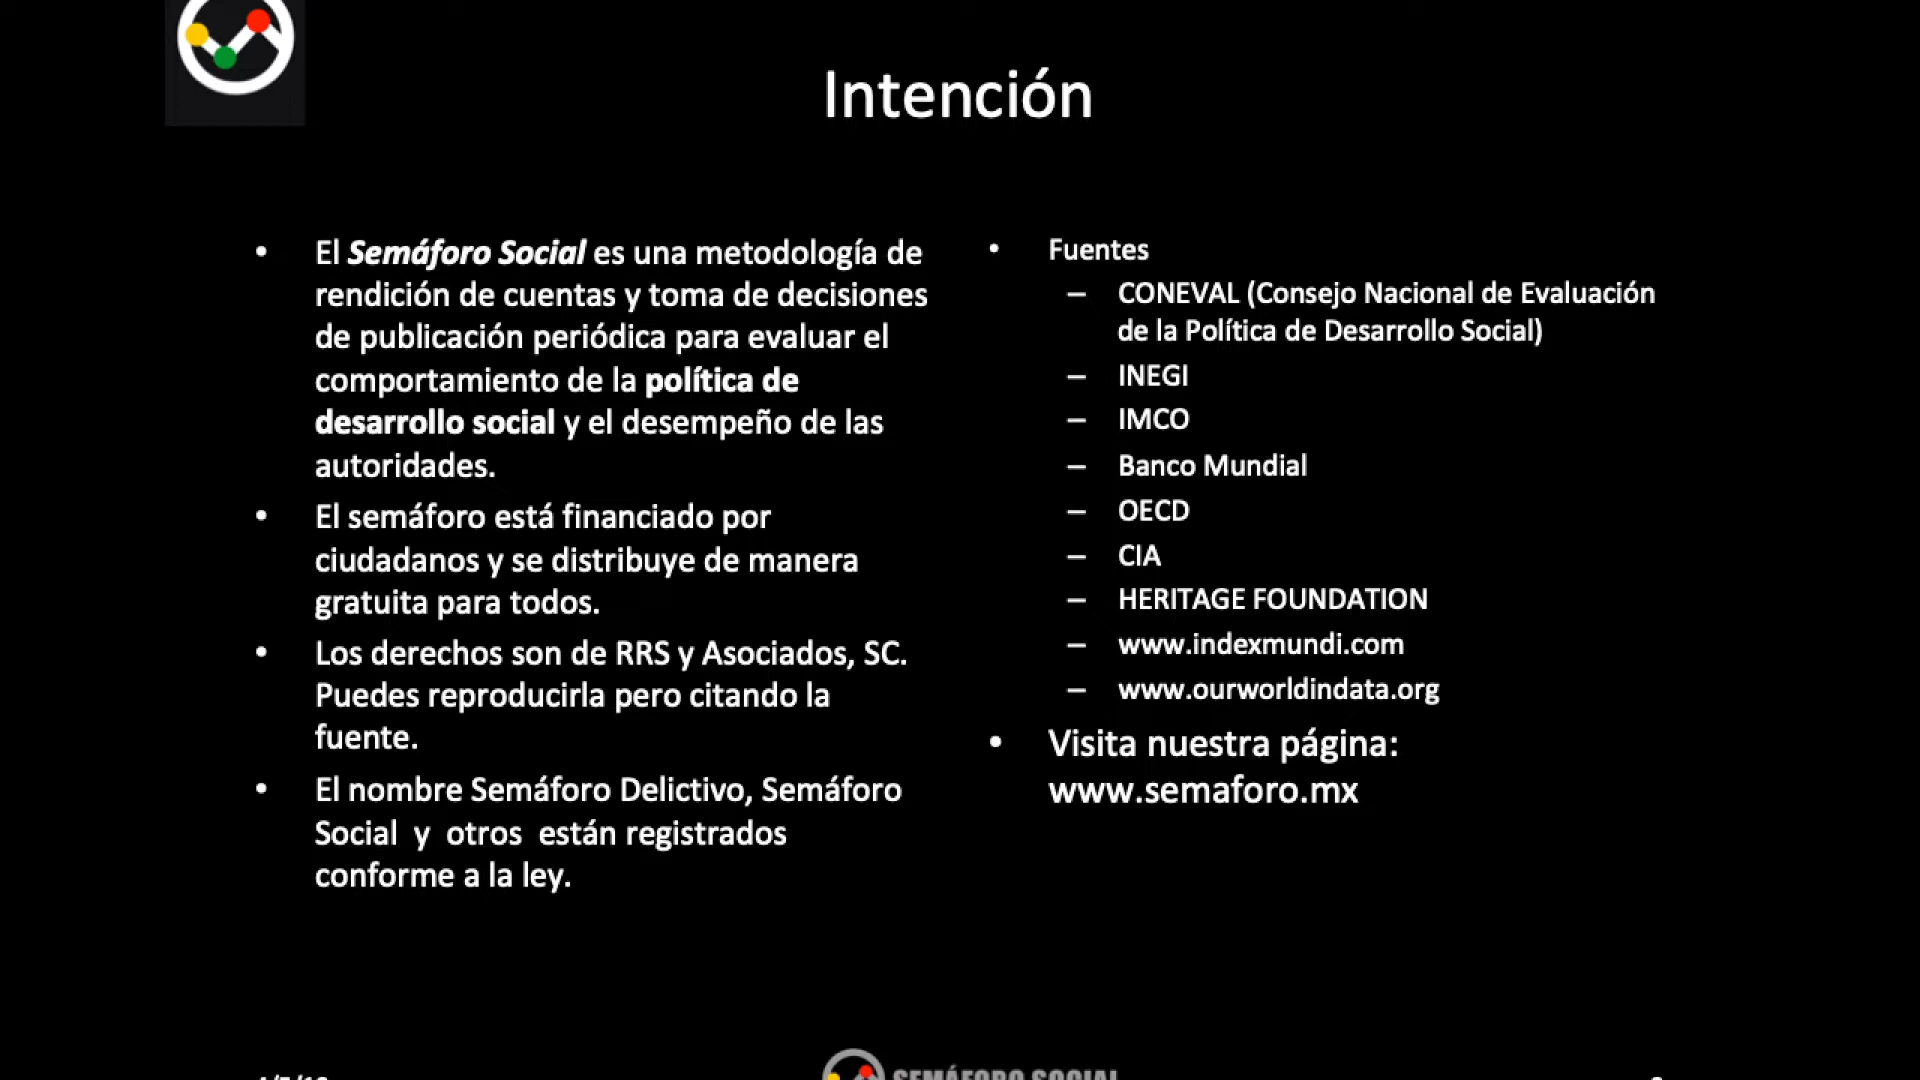 Intención
• El Semáforo Social es una metodología de
rendición de cuentas y toma de decisiones
de publicación periódica para evaluar el
comportamiento de la política de
desarrollo social y el desempeño de las
autoridades.
• El semáforo está financiado por
ciudadanos y se distribuye de manera
gratuita para todos.
• Los derechos son de RRS y Asociados, SC.
Puedes reproducirla pero citando la
fuente.
• El nombre Semáforo Delictivo, Semáforo
Social y otros están registrados
conforme a la ley.
• Fuentes
– CONEVAL (Consejo Nacional de Evaluación
de la Política de Desarrollo Social)
– INEGI
– IMCO
– Banco Mundial
– OECD
– CIA
– HERITAGE FOUNDATION
– www.indexmundi.com
– www.ourworldindata.org
• Visita nuestra página:
www.semaforo.mx
SEMÁFORO SOCIAL